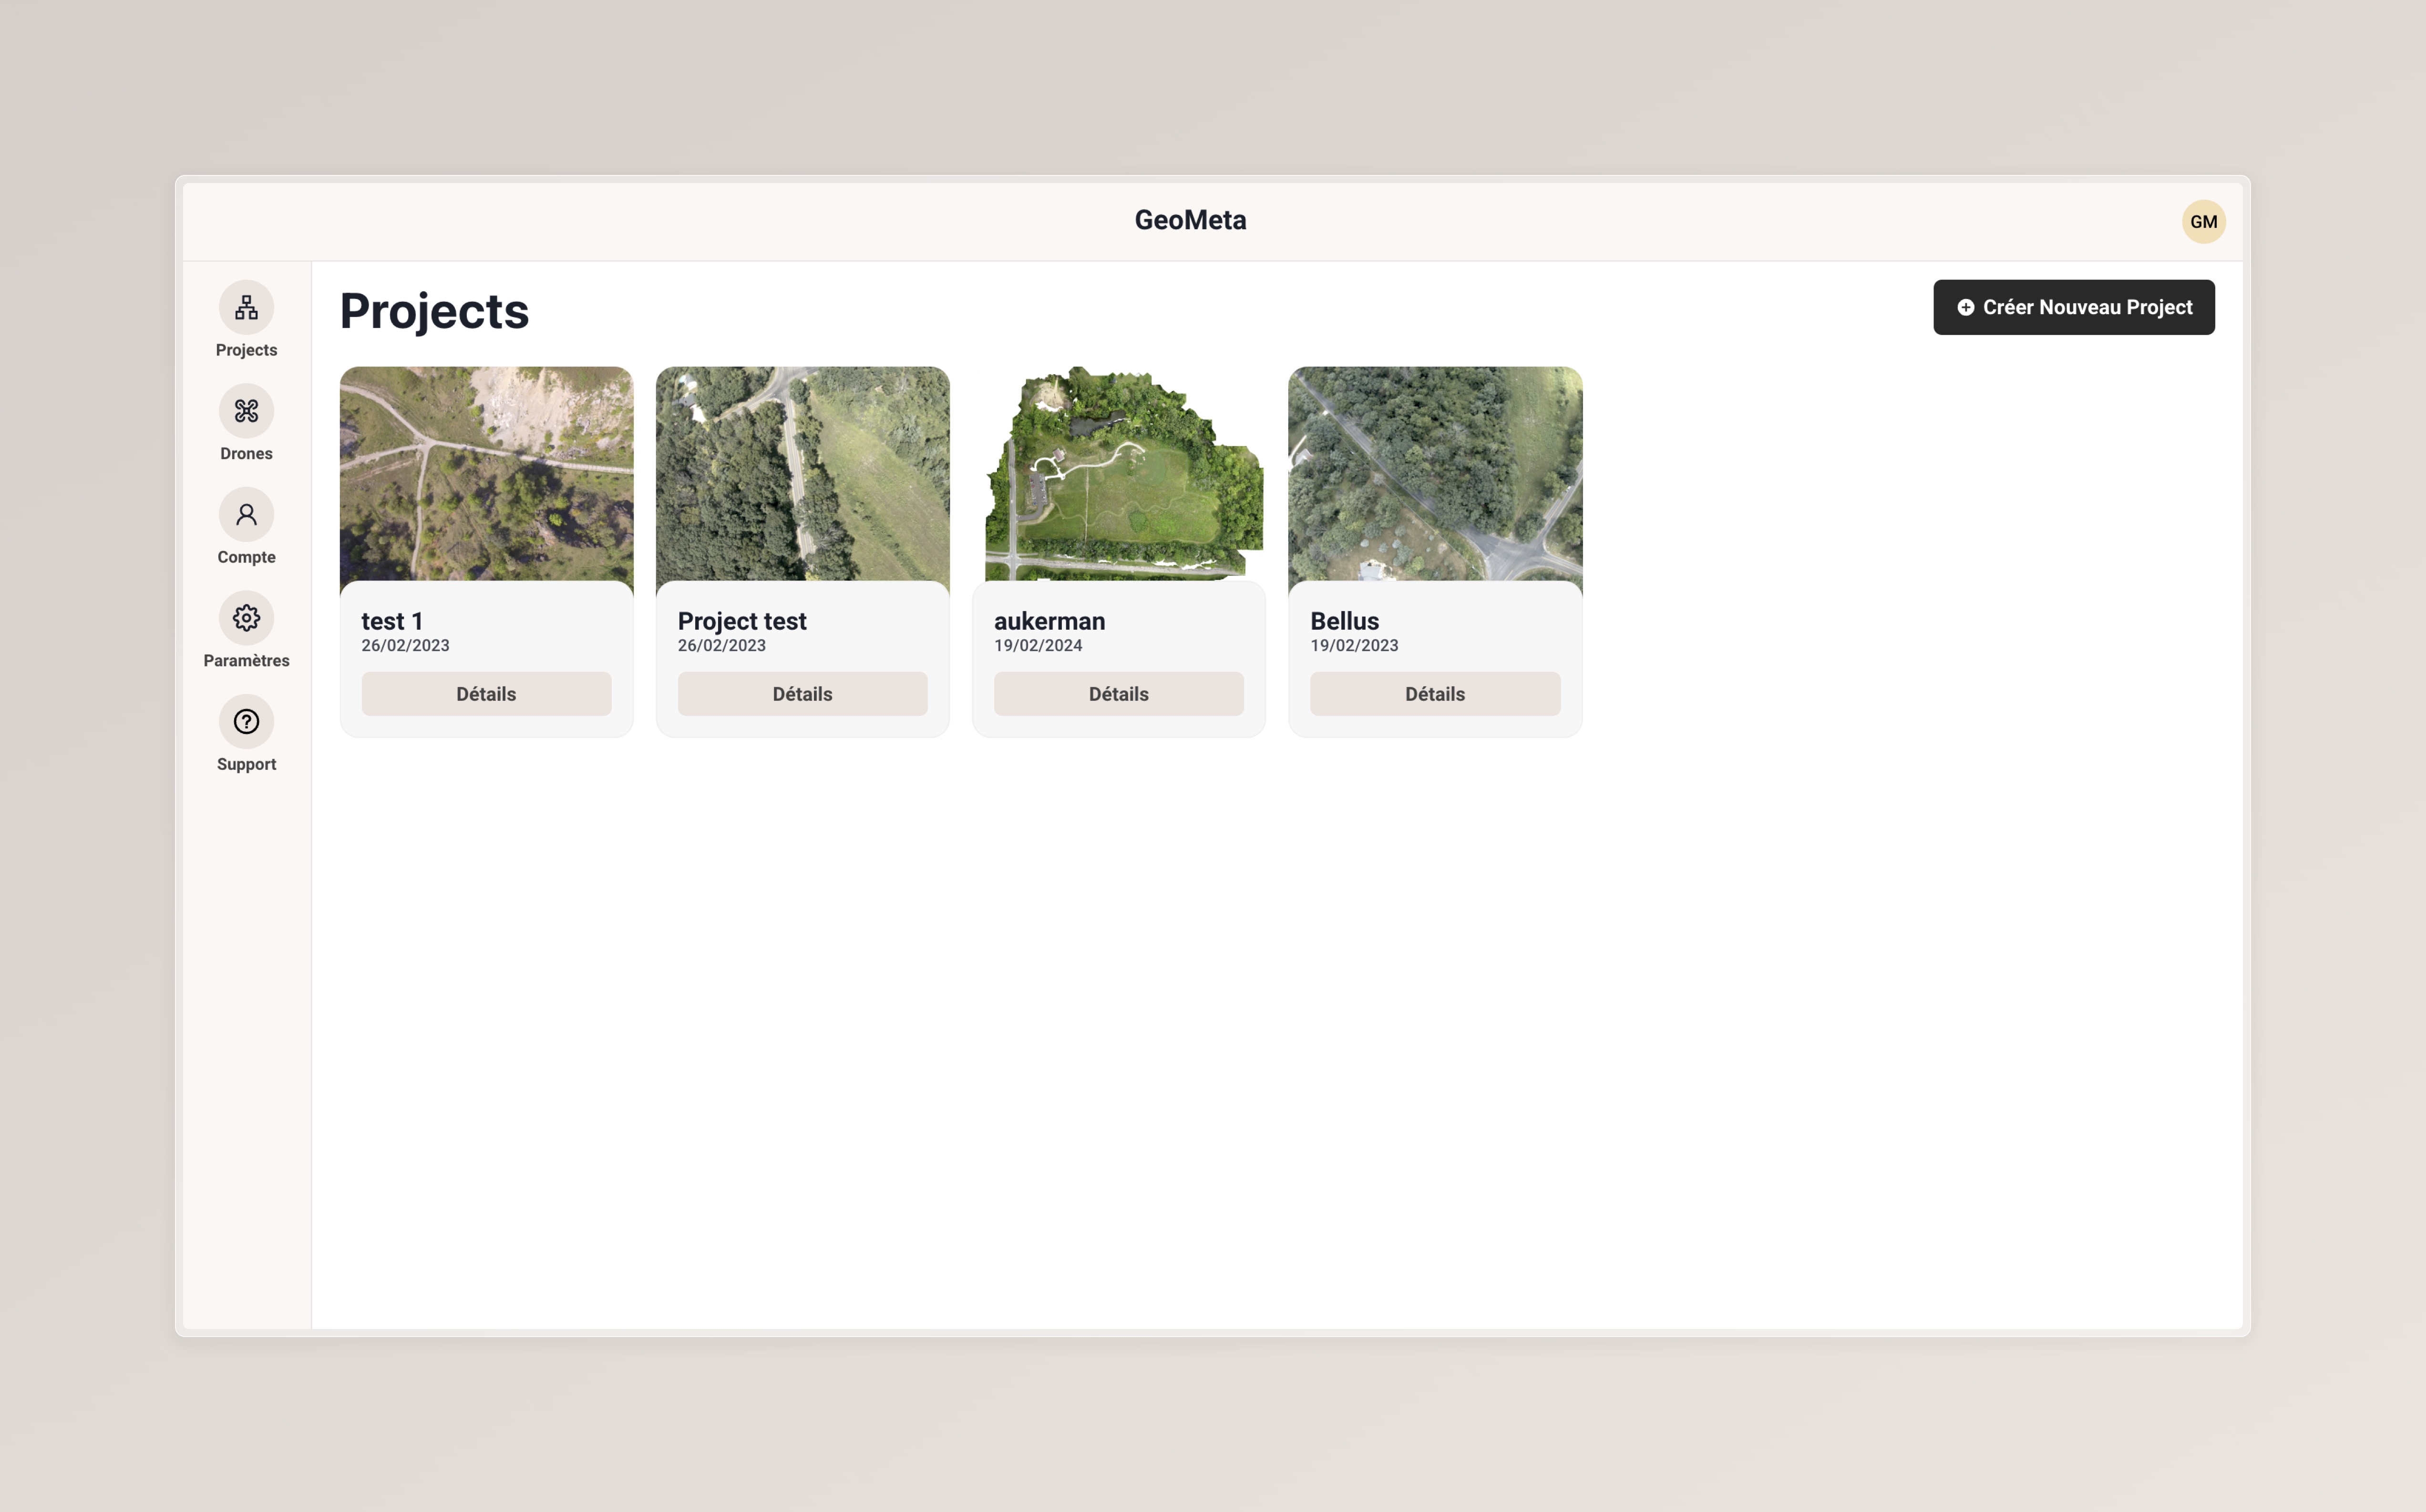 GeoMeta
GM
Projects
Drones
Compte
Paramètres
Support
Projects
Créer Nouveau Project
test 1
26/02/2023
Détails
Project test
26/02/2023
Détails
aukerman
19/02/2024
Détails
Bellus
19/02/2023
Détails